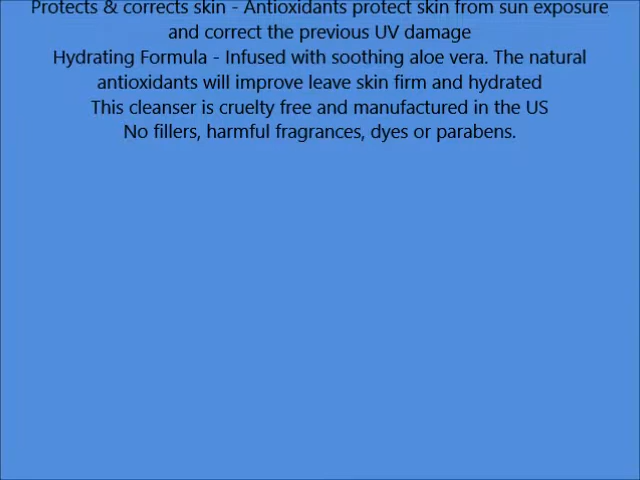 Protects & corrects skin - Antioxidants protect skin from sun exposure
and correct the previous UV damage
Hydrating Formula - Infused with soothing aloe vera. The natural
antioxidants will improve leave skin firm and hydrated
This cleanser is cruelty free and manufactured in the US
No fillers, harmful fragrances, dyes or parabens.